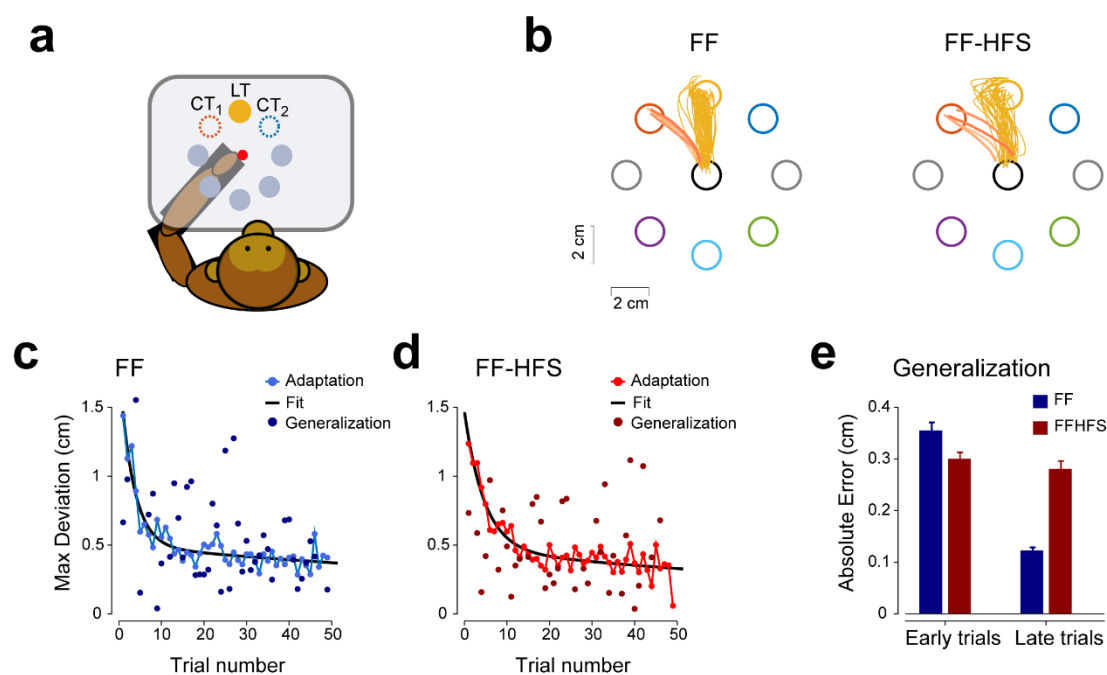 a
LT
CT1
CT2
b
FF
FF-HFS
2 cm
2 cm
c
FF
Adaptation
Fit
Generalization
Max Deviation (cm)
1.5
1
0.5
0
0
10
20
30
40
50
Trial number
d
FF-HFS
Adaptation
Fit
Generalization
1.5
1
0.5
0
0
10
20
30
40
50
Trial number
e
Generalization
FF
FFHFS
Absolute Error (cm)
0.4
0.3
0.2
0.1
0
Early trials
Late trials